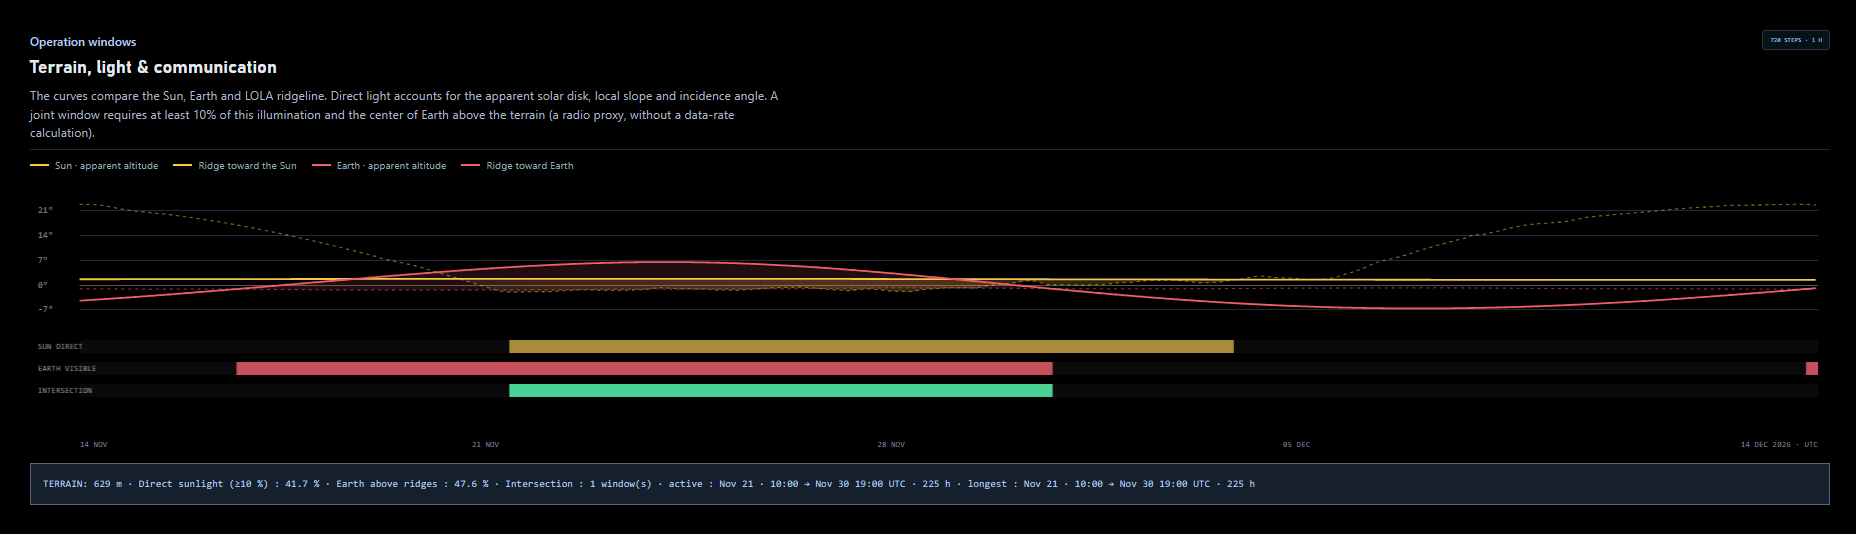 Operation windows
720 STEPS · 1 H
Terrain, light & communication
The curves compare the Sun, Earth and LOLA ridgeline. Direct light accounts for the apparent solar disk, local slope and incidence angle. A
joint window requires at least 10% of this illumination and the center of Earth above the terrain (a radio proxy, without a data-rate
calculation).
Sun · apparent altitude
Ridge toward the Sun
Earth · apparent altitude
Ridge toward Earth
21°
14°
7°
0°
-7°
SUN DIRECT
EARTH VISIBLE
INTERSECTION
14 NOV
21 NOV
28 NOV
05 DEC
14 DEC 2026 · UTC
TERRAIN: 629 m · Direct sunlight (≥10 %) : 41.7 % · Earth above ridges : 47.6 % · Intersection : 1 window(s) · active : Nov 21 · 10:00 → Nov 30 19:00 UTC · 225 h · longest : Nov 21 · 10:00 → Nov 30 19:00 UTC · 225 h